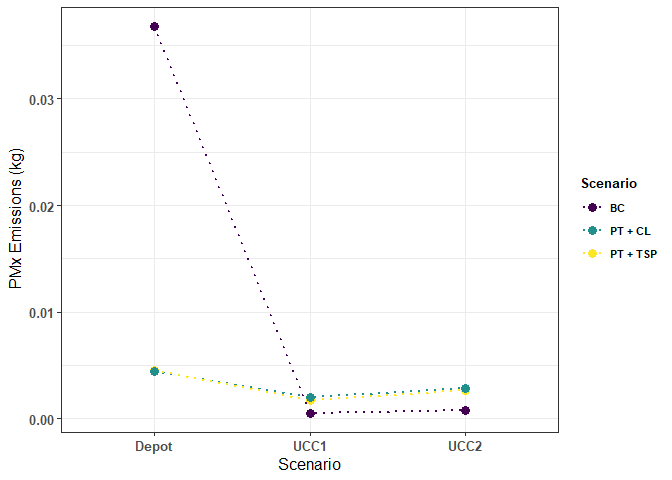 PMx Emissions (kg)
0.03
0.02
0.01
0.00
Depot
UCC1
UCC2
Scenario
Scenario
BC
PT + CL
PT + TSP